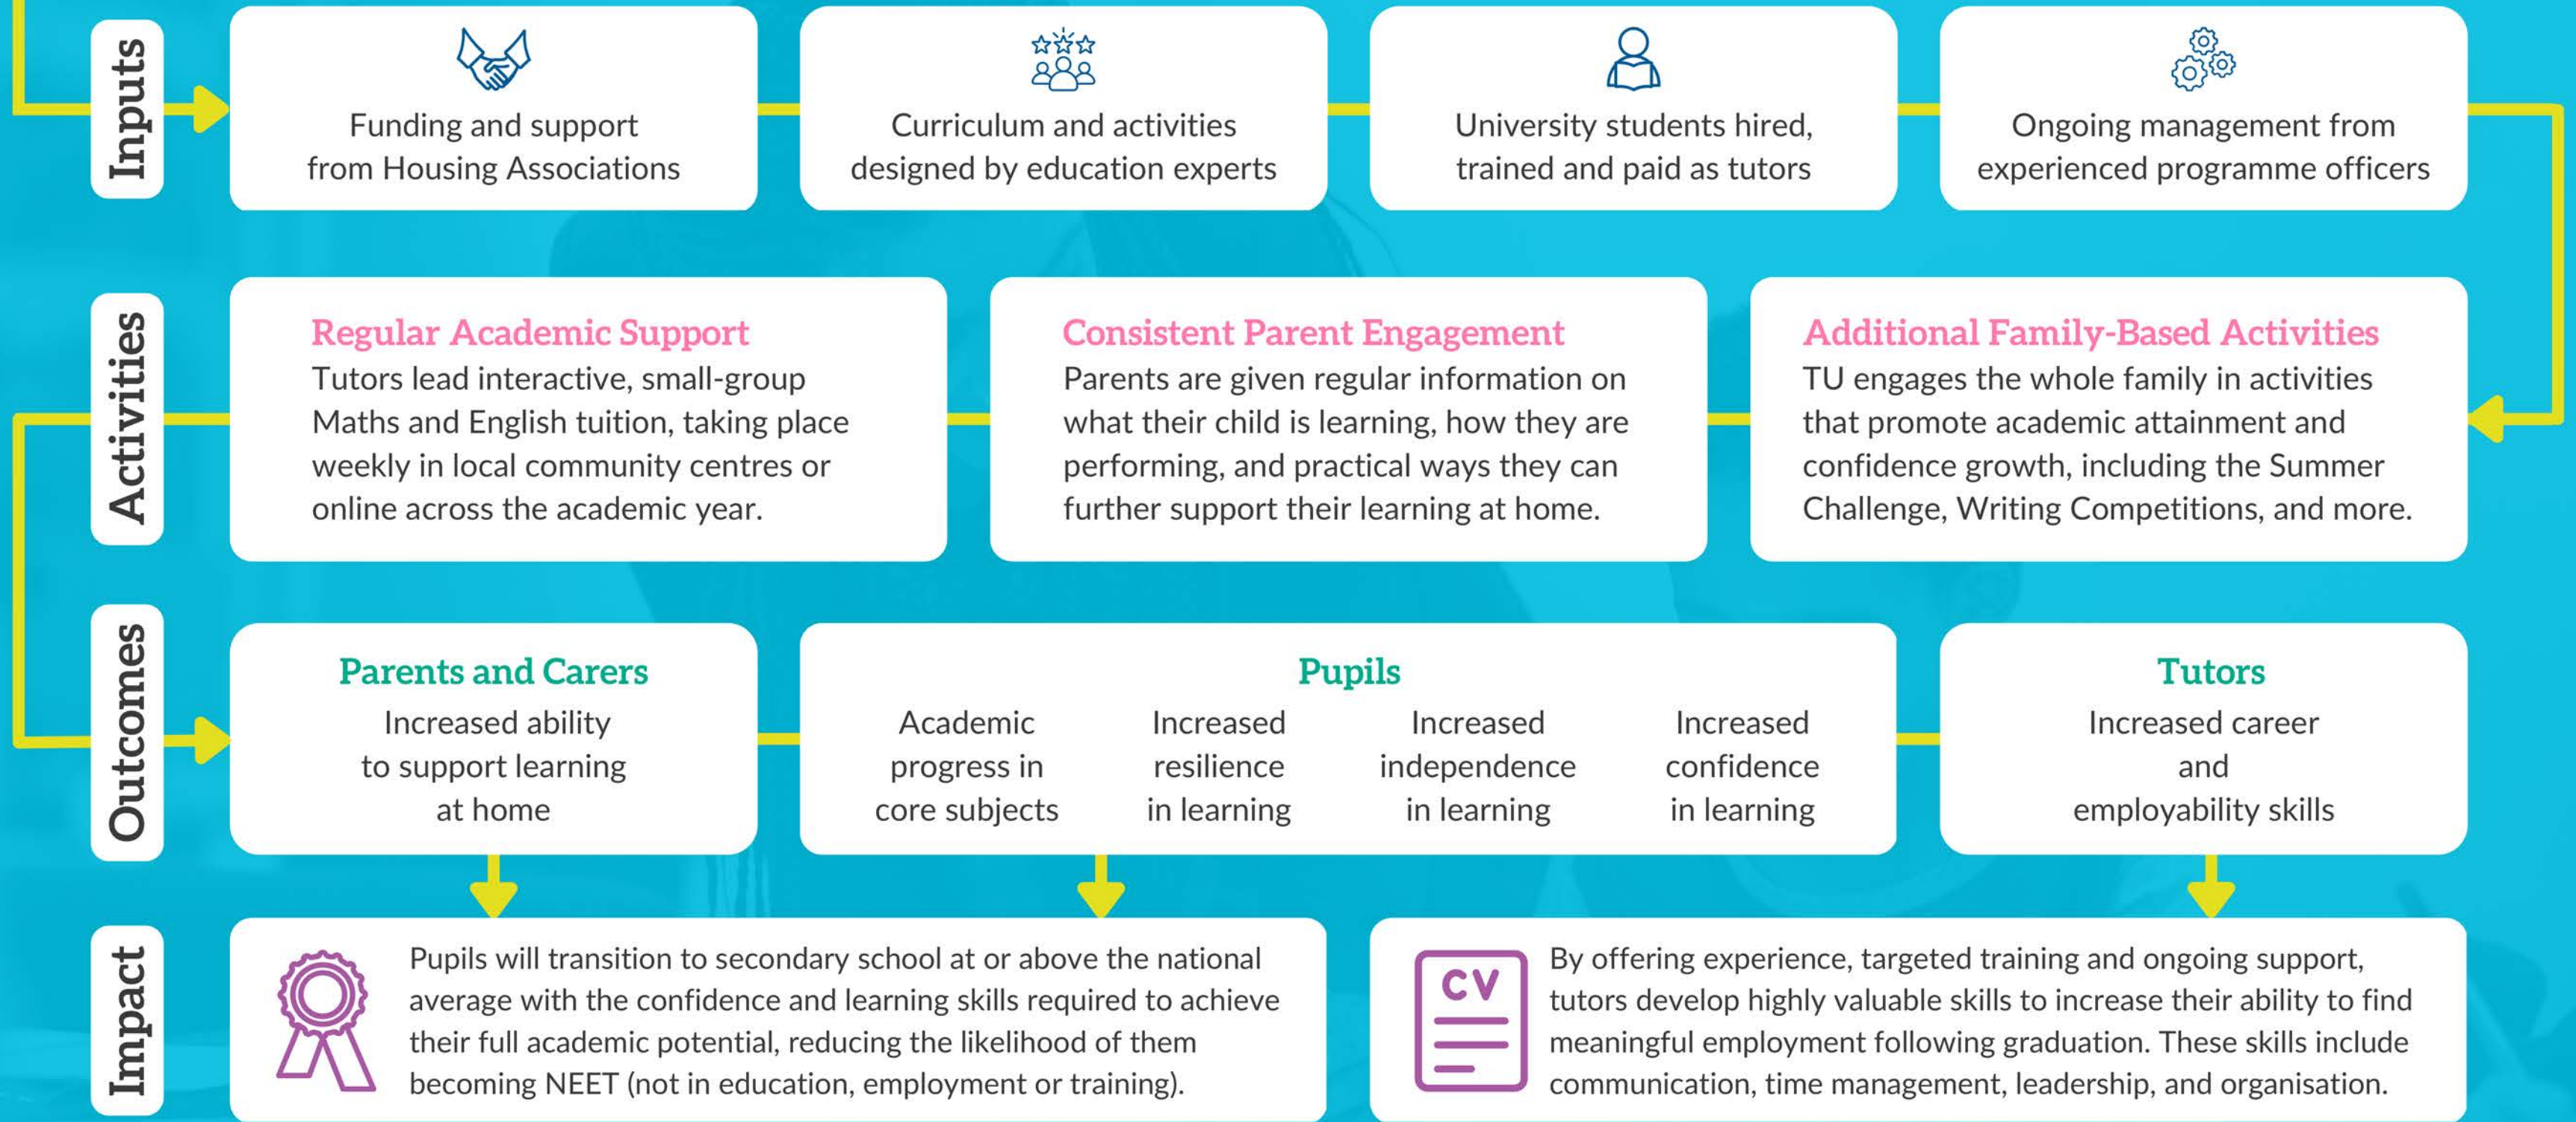 Inputs
Funding and support
from Housing Associations
Curriculum and activities
designed by education experts
University students hired,
trained and paid as tutors
Ongoing management from
experienced programme officers
Activities
Regular Academic Support
Tutors lead interactive, small-group
Maths and English tuition, taking place
weekly in local community centres or
online across the academic year.
Consistent Parent Engagement
Parents are given regular information on
what their child is learning, how they are
performing, and practical ways they can
further support their learning at home.
Additional Family-Based Activities
TU engages the whole family in activities
that promote academic attainment and
confidence growth, including the Summer
Challenge, Writing Competitions, and more.
Outcomes
Parents and Carers
Increased ability
to support learning
at home
Pupils
Academic
progress in
core subjects
Increased
resilience
in learning
Increased
independence
in learning
Increased
confidence
in learning
Tutors
Increased career
and
employability skills
Impact
Pupils will transition to secondary school at or above the national
average with the confidence and learning skills required to achieve
their full academic potential, reducing the likelihood of them
becoming NEET (not in education, employment or training).
CV
By offering experience, targeted training and ongoing support,
tutors develop highly valuable skills to increase their ability to find
meaningful employment following graduation. These skills include
communication, time management, leadership, and organisation.